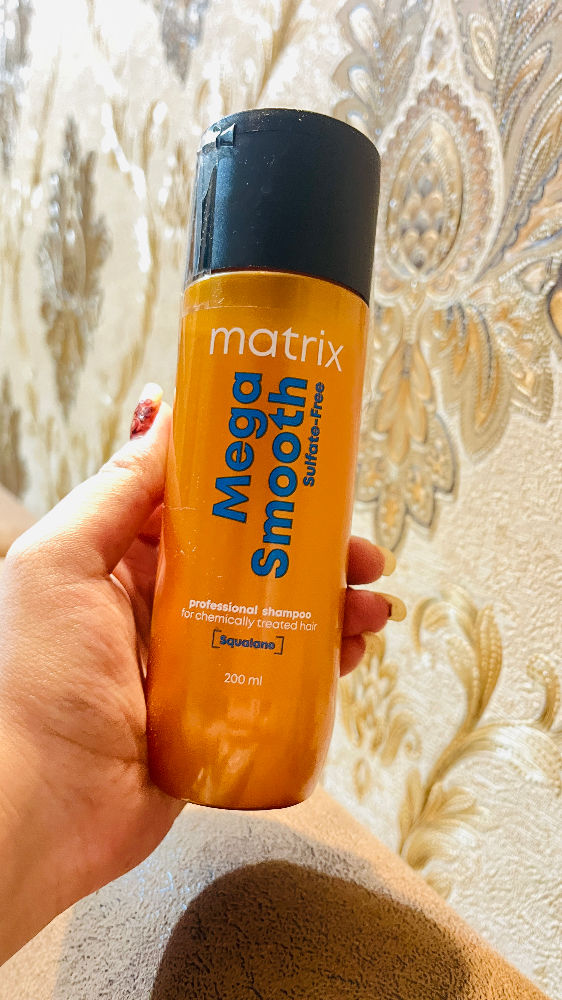 matrix
Mega
Smooth
Sulfate-Free
professional shampoo
for chemically treated hair
[Squalane]
200 ml